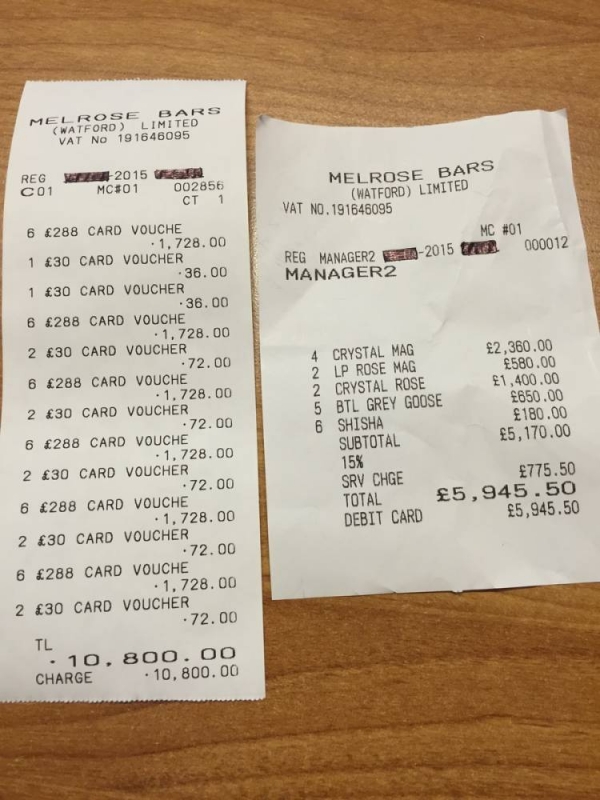 MELROSE BARS
(WATFORD) LIMITED
VAT No 191646095
REG -2015
C01 MC#01 002856
CT 1
6 £288 CARD VOUCHE
·1,728.00
1 £30 CARD VOUCHER
·36.00
1 £30 CARD VOUCHER
·36.00
6 £288 CARD VOUCHE
·1,728.00
2 £30 CARD VOUCHER
·72.00
6 £288 CARD VOUCHE
·1,728.00
2 £30 CARD VOUCHER
·72.00
6 £288 CARD VOUCHE
·1,728.00
2 £30 CARD VOUCHER
·72.00
6 £288 CARD VOUCHE
·1,728.00
2 £30 CARD VOUCHER
·72.00
6 £288 CARD VOUCHE
·1,728.00
2 £30 CARD VOUCHER
·72.00
TL
·10,800.00
CHARGE ·10,800.00
MELROSE BARS
(WATFORD) LIMITED
VAT NO.191646095
MC #01
REG MANAGER2 -2015 000012
MANAGER2
4 CRYSTAL MAG £2,360.00
2 LP ROSE MAG £580.00
2 CRYSTAL ROSE £1,400.00
5 BTL GREY GOOSE £650.00
6 SHISHA £180.00
SUBTOTAL £5,170.00
15%
SRV CHGE £775.50
TOTAL £5,945.50
DEBIT CARD £5,945.50